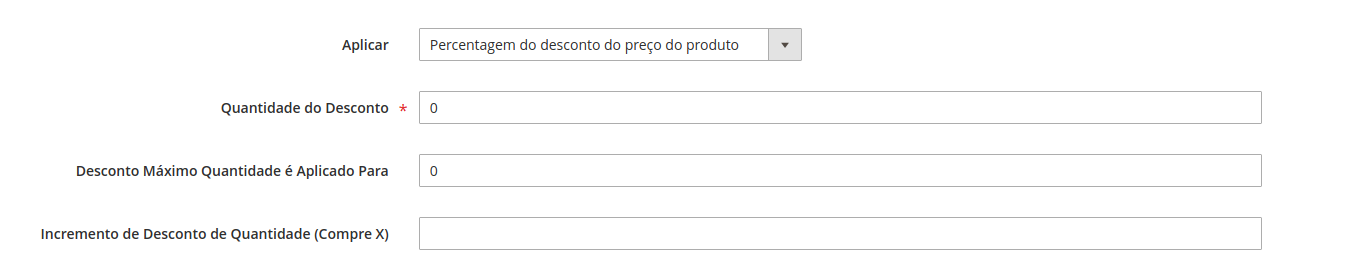 Aplicar Percentagem do desconto do preço do produto
Quantidade do Desconto * 0
Desconto Máximo Quantidade é Aplicado Para 0
Incremento de Desconto de Quantidade (Compre X)